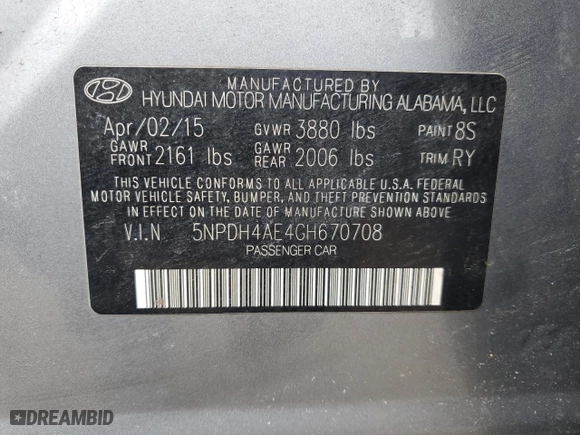 MANUFACTURED BY
HYUNDAI MOTOR MANUFACTURING ALABAMA, LLC
Apr/02/15 GVWR 3880 lbs PAINT 8S
GAWR FRONT 2161 lbs GAWR REAR 2006 lbs TRIM RY
THIS VEHICLE CONFORMS TO ALL APPLICABLE U.S.A. FEDERAL
MOTOR VEHICLE SAFETY, BUMPER, AND THEFT PREVENTION STANDARDS
IN EFFECT ON THE DATE OF MANUFACTURE SHOWN ABOVE.
V.I.N 5NPDH4AE4GH670708
PASSENGER CAR
DREAMBID